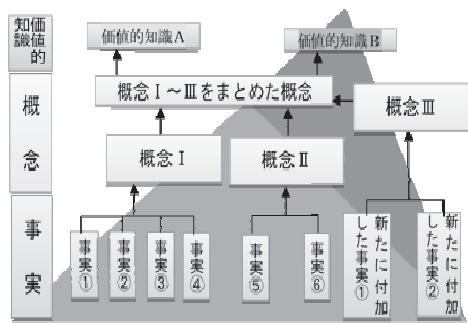 価値的知識
価値的知識A
価値的知識B
概念Ⅰ～Ⅲをまとめた概念
概念Ⅲ
概念
概念Ⅰ
概念Ⅱ
事実
事実①
事実②
事実③
事実④
事実⑤
事実⑥
新たに付加
した事実①
新たに付加
した事実②